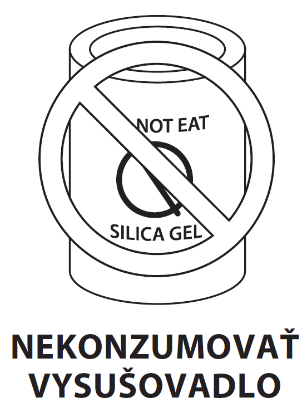 NOT EAT
SILICA GEL
NEKONZUMOVAŤ
VYSUŠOVADLO